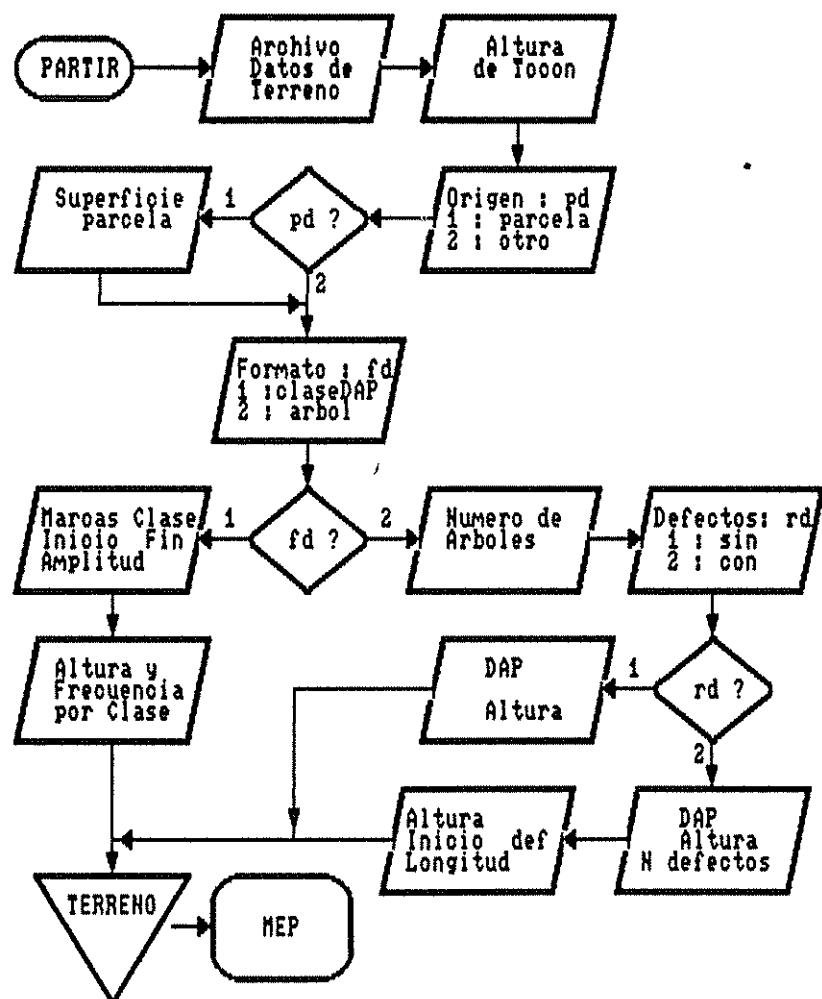 PARTIR
Archivo
Datos de
Terreno
Altura
de Tocon
Origen : pd
1 : parcela
2 : otro
pd ?
1
2
Superficie
parcela
Formato : fd
1 :claseDAP
2 : arbol
fd ?
1
2
Marcas Clase
Inicio Fin
Amplitud
Numero de
Arboles
Defectos: rd
1 : sin
2 : con
Altura y
Frecuencia
por Clase
DAP
Altura
1
rd ?
2
Altura
Inicio def
Longitud
DAP
Altura
N defectos
TERRENO
MEP